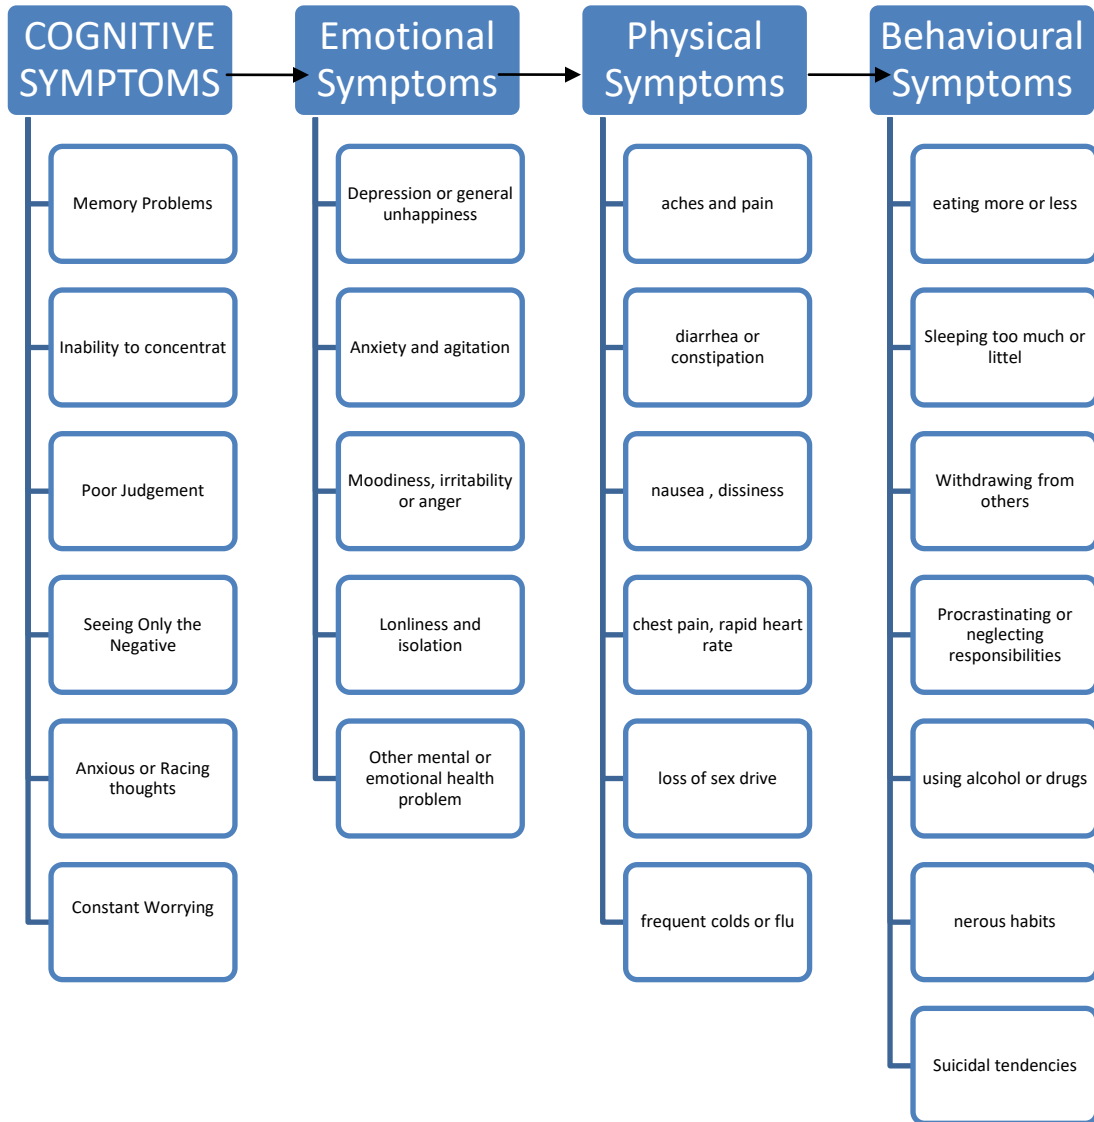 COGNITIVE
SYMPTOMS
Memory Problems
Inability to concentrat
Poor Judgement
Seeing Only the
Negative
Anxious or Racing
thoughts
Constant Worrying
Emotional
Symptoms
Depression or general
unhappiness
Anxiety and agitation
Moodiness, irritability
or anger
Lonliness and
isolation
Other mental or
emotional health
problem
Physical
Symptoms
aches and pain
diarrhea or
constipation
nausea , dissiness
chest pain, rapid heart
rate
loss of sex drive
frequent colds or flu
Behavioural
Symptoms
eating more or less
Sleeping too much or
littel
Withdrawing from
others
Procrastinating or
neglecting
responsibilities
using alcohol or drugs
nerous habits
Suicidal tendencies